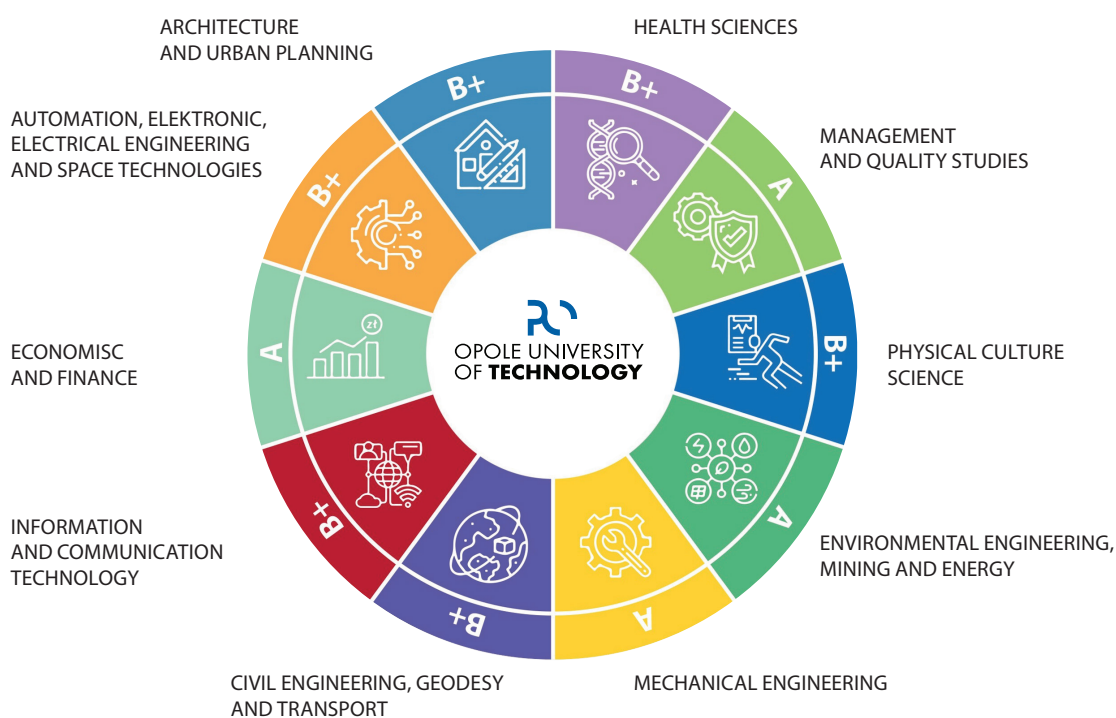 ARCHITECTURE
AND URBAN PLANNING
B+
HEALTH SCIENCES
B+
MANAGEMENT
AND QUALITY STUDIES
A
PHYSICAL CULTURE
SCIENCE
B+
ENVIRONMENTAL ENGINEERING,
MINING AND ENERGY
A
MECHANICAL ENGINEERING
A
CIVIL ENGINEERING, GEODESY
AND TRANSPORT
B+
INFORMATION
AND COMMUNICATION
TECHNOLOGY
B+
ECONOMISC
AND FINANCE
A
zł
AUTOMATION, ELEKTRONIC,
ELECTRICAL ENGINEERING
AND SPACE TECHNOLOGIES
B+
OPOLE UNIVERSITY
OF TECHNOLOGY